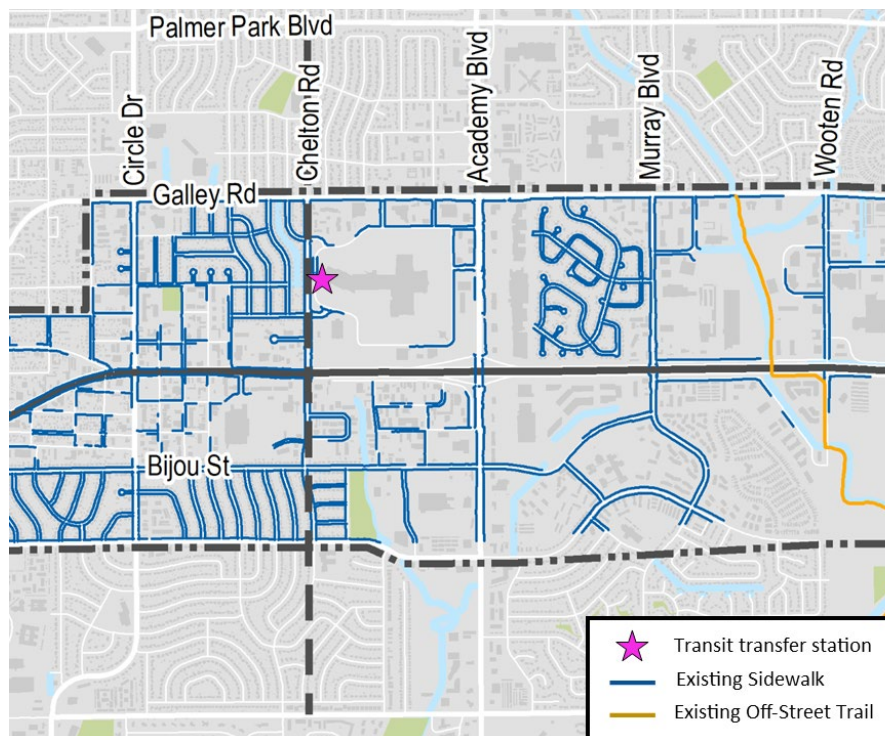 Palmer Park Blvd
Circle Dr
Chelton Rd
Academy Blvd
Murray Blvd
Wooten Rd
Galley Rd
Bijou St
Transit transfer station
Existing Sidewalk
Existing Off-Street Trail